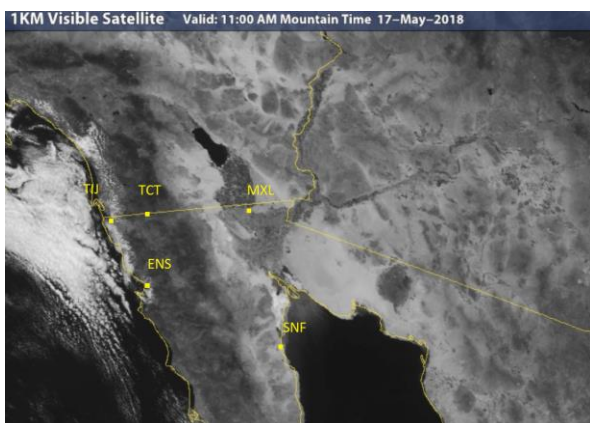 1KM Visible Satellite Valid: 11:00 AM Mountain Time 17-May-2018
TIJ TCT MXL
ENS
SNF